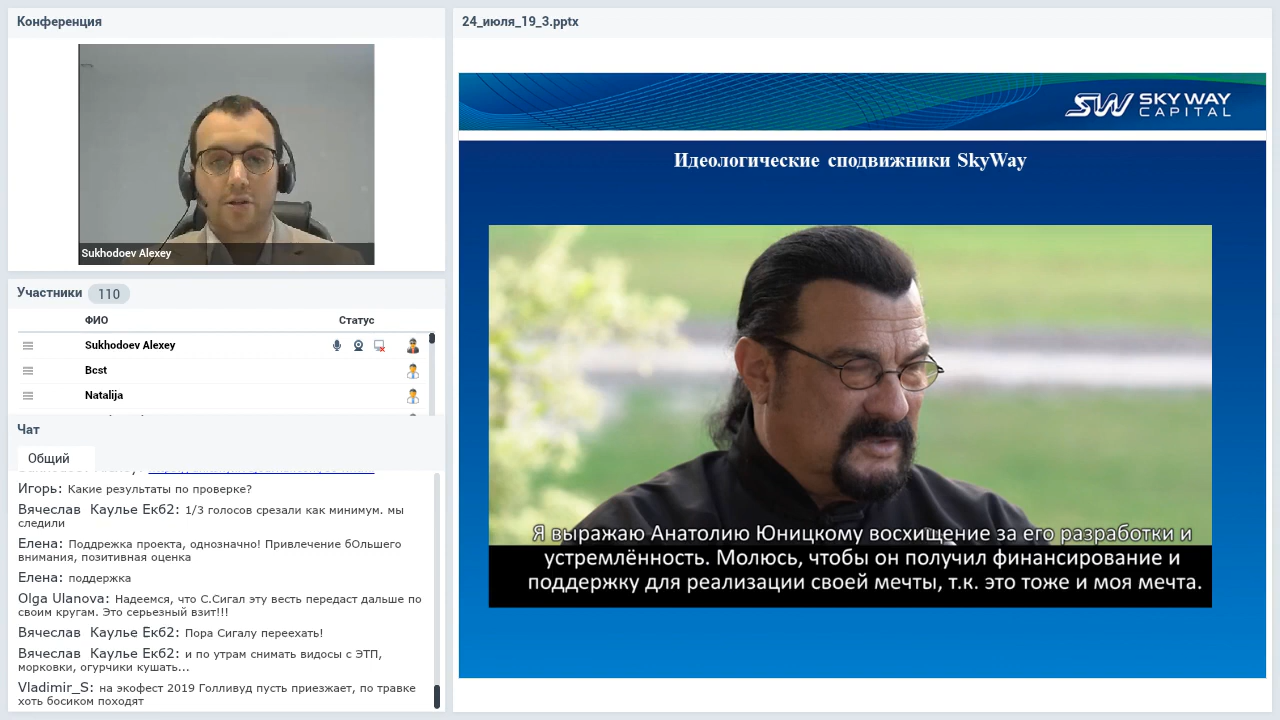 Конференция
Sukhodoev Alexey
Участники 110
ФИО Статус
Sukhodoev Alexey
Bcst
Natalija
Чат
Общий
Игорь: Какие результаты по проверке?
Вячеслав Каулье Екб2: 1/3 голосов срезали как минимум. мы
следили
Елена: Поддрежка проекта, однозначно! Привлечение бОльшего
внимания, позитивная оценка
Елена: поддержка
Olga Ulanova: Надеемся, что С.Сигал эту весть передаст дальше по
своим кругам. Это серьезный взит!!!
Вячеслав Каулье Екб2: Пора Сигалу переехать!
Вячеслав Каулье Екб2: и по утрам снимать видосы с ЭТП,
морковки, огурчики кушать...
Vladimir_S: на экофест 2019 Голливуд пусть приезжает, по травке
хоть босиком походят
24_июля_19_3.pptx
SW SKY WAY
CAPITAL
Идеологические сподвижники SkyWay
Я выражаю Анатолию Юницкому восхищение за его разработки и
устремлённость. Молюсь, чтобы он получил финансирование и
поддержку для реализации своей мечты, т.к. это тоже и моя мечта.